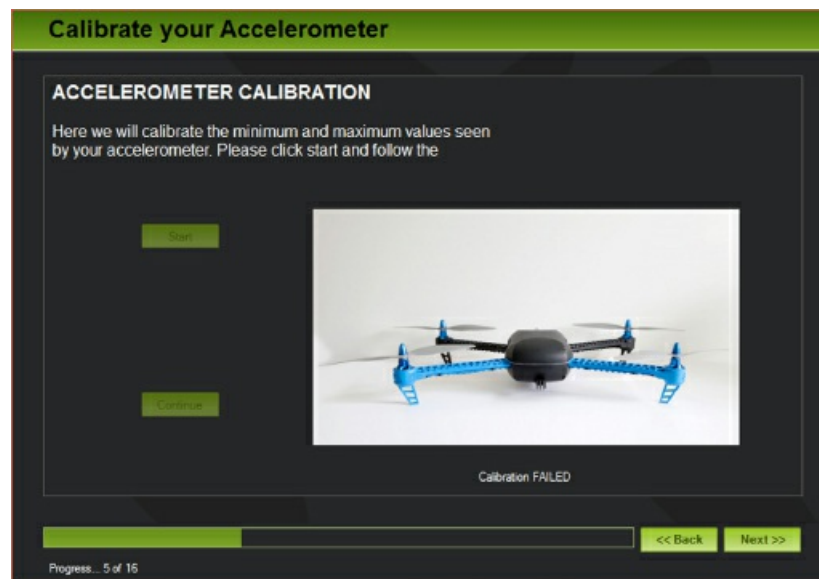 Calibrate your Accelerometer
ACCELEROMETER CALIBRATION
Here we will calibrate the minimum and maximum values seen
by your accelerometer. Please click start and follow the
Start
Continue
Calibration FAILED
<< Back
Next >>
Progress... 5 of 16